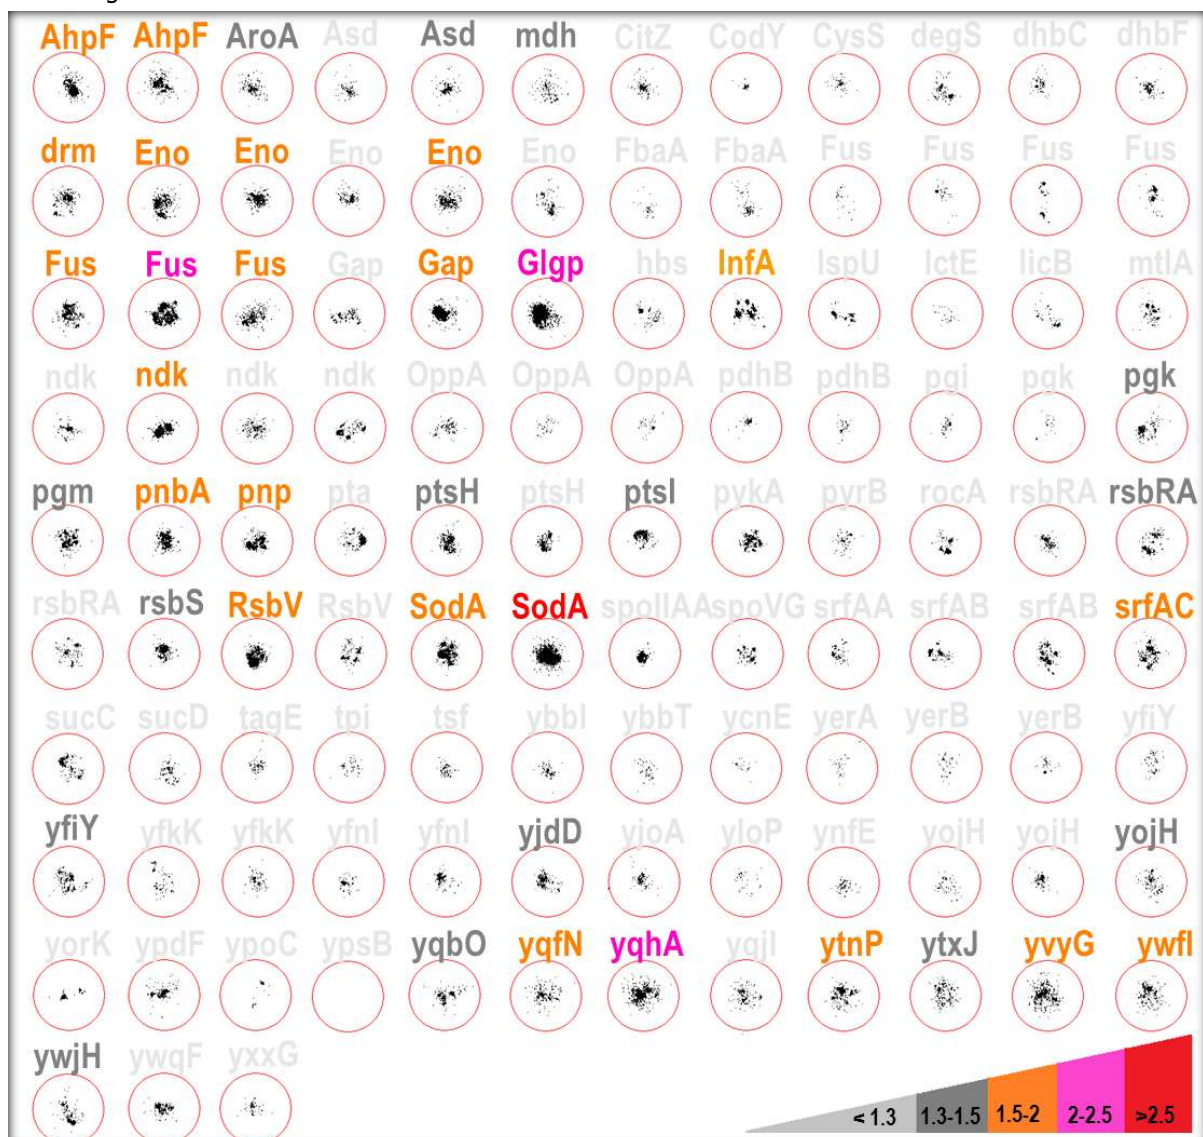 AhpF AhpF AroA Asd Asd mdh CitZ CodY CysS degS dhbC dhbF
drm Eno Eno Eno Eno Eno FbaA FbaA Fus Fus Fus Fus
Fus Fus Fus Gap Gap Glgp hbs InfA IspU lctE licB mtlA
ndk ndk ndk ndk OppA OppA OppA pdhB pdhB pgi pgk pgk
pgm pnbA pnp pta ptsH ptsH ptsI pykA pyrB rocA rsbRA rsbRA
rsbRA rsbS RsbV RsbV SodA SodA spoIIAA spoVG srfAA srfAB srfAB srfAC
sucC sucD tagE tpi tsf ybbI ybbT ycnE yerA yerB yerB yfiY
yfiY yfkK yfkK yfnI yfnI yjdD yjoA yloP ynfE yojH yojH yojH
yorK ypdF ypoC ypsB yqbO yqfN yqhA yqjI ytnP ytxJ yvyG ywfI
ywjH ywqF yxxG
< 1.3 1.3-1.5 1.5-2 2-2.5 >2.5